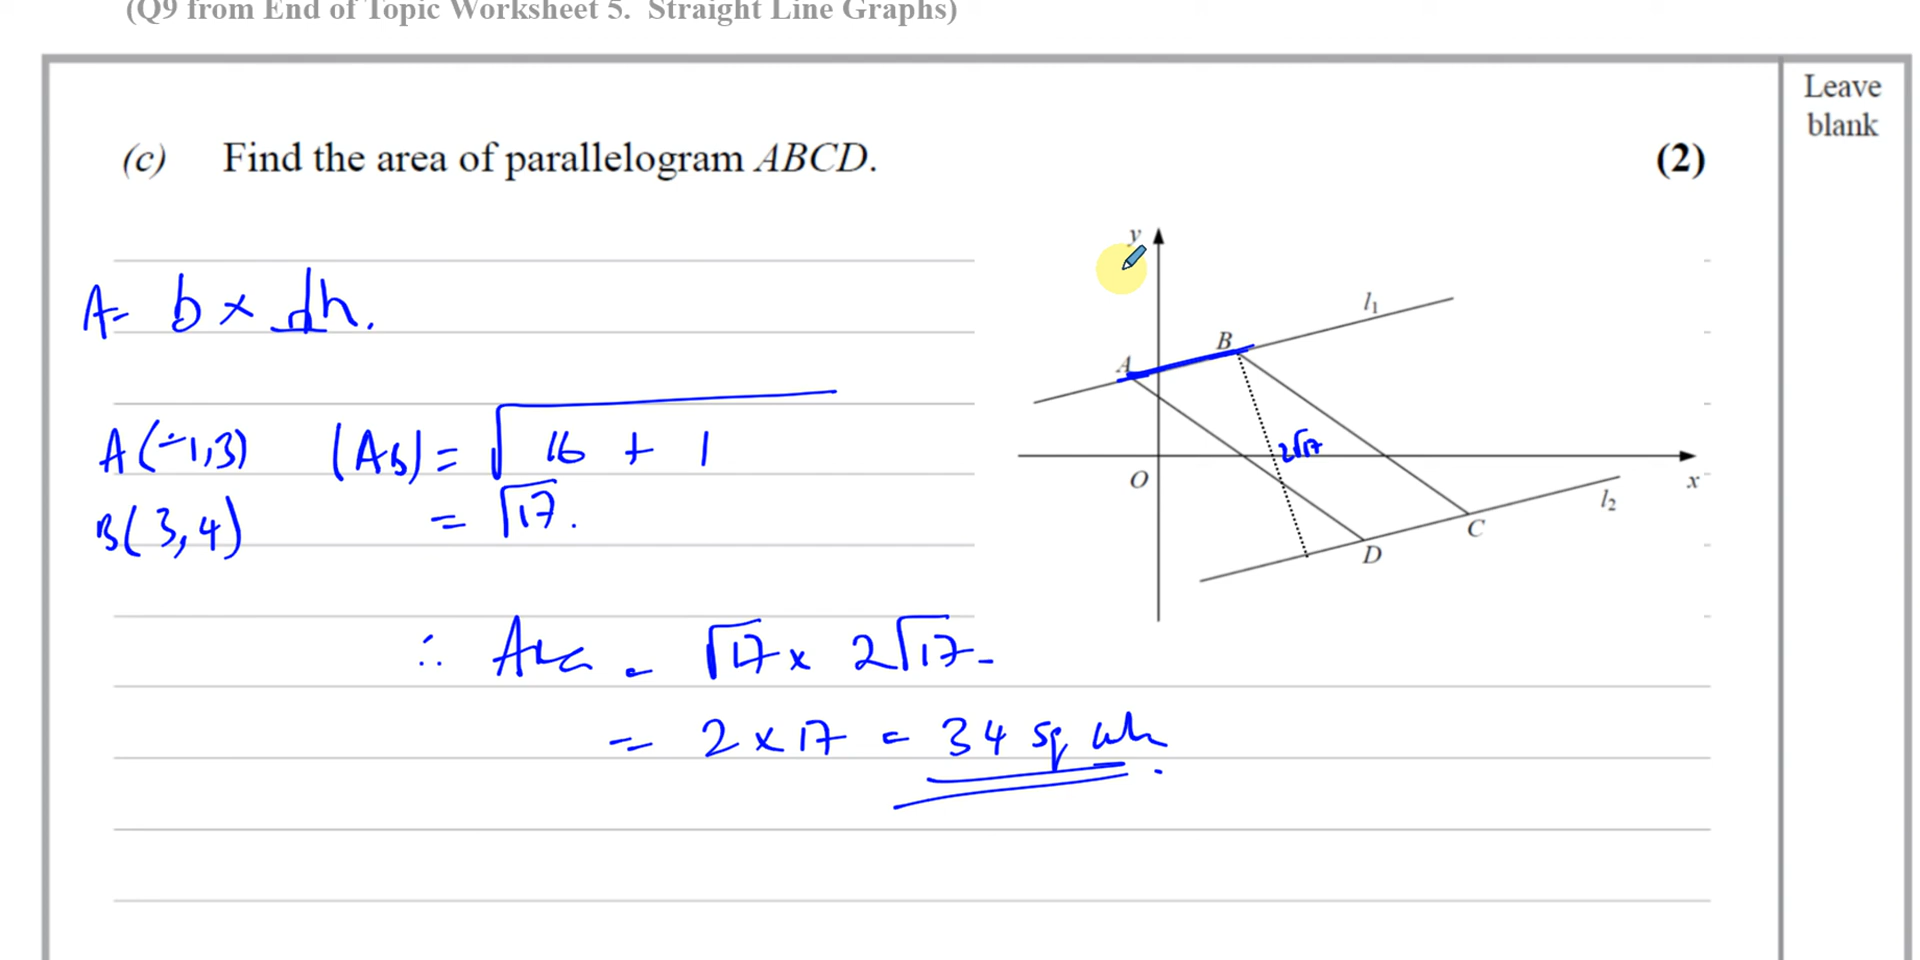 (Q9 from End of Topic Worksheet 5. Straight Line Graphs)
Leave
blank
(c) Find the area of parallelogram ABCD. (2)
y
A = b × dh.
l₁
B
A
A(-1,3) |AB| = √16 + 1
2√17
O
x
l₂
B(3,4) = √17.
C
D
∴ Area = √17 × 2√17
= 2 × 17 = 34 sq